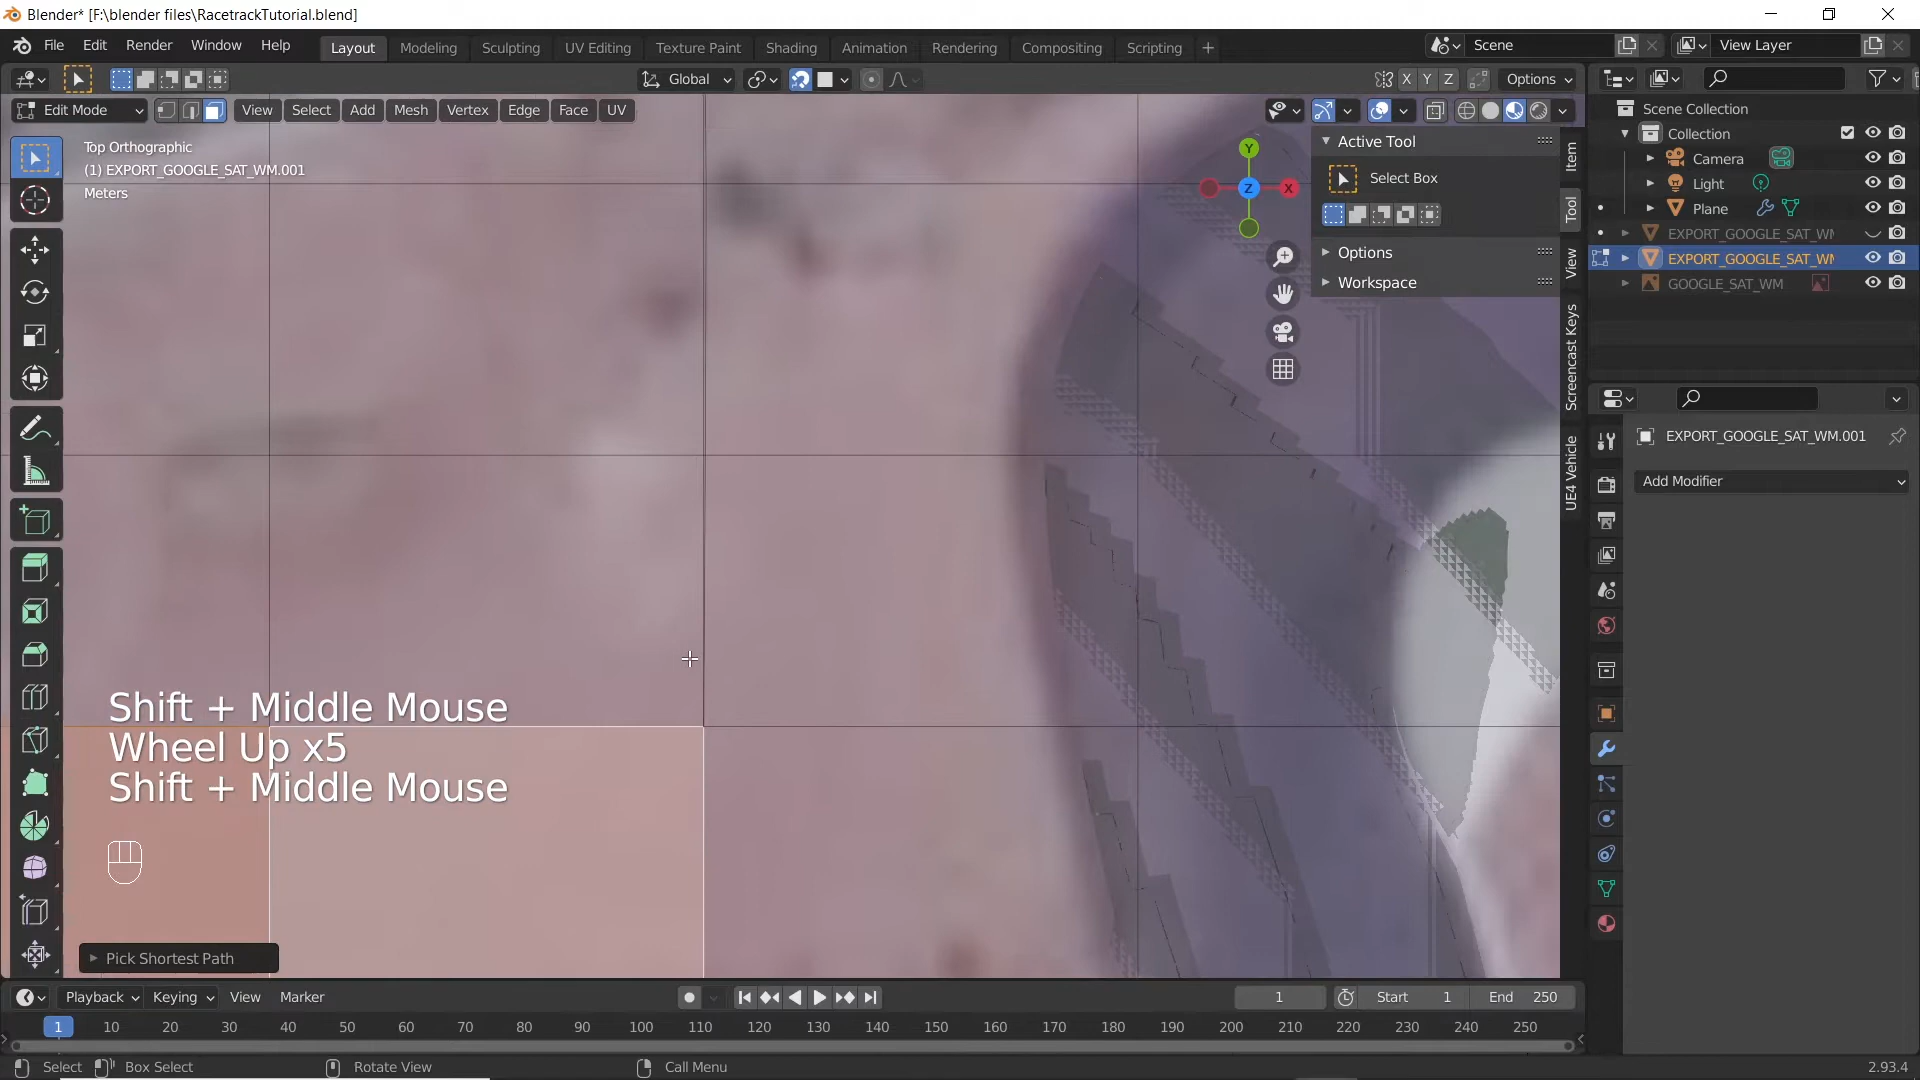 Blender* [F:\blender files\RacetrackTutorial.blend]
File Edit Render Window Help Layout Modeling Sculpting UV Editing Texture Paint Shading Animation Rendering Compositing Scripting + Scene View Layer
Global X Y Z Options
Edit Mode View Select Add Mesh Vertex Edge Face UV
Top Orthographic
(1) EXPORT_GOOGLE_SAT_WM.001
Meters
Y
Z
X
Active Tool
Select Box
Options
Workspace
Item
Tool
View
Screencast Keys
UE4 Vehicle
Scene Collection
Collection
Camera
Light
Plane
EXPORT_GOOGLE_SAT_WM
EXPORT_GOOGLE_SAT_WM
GOOGLE_SAT_WM
EXPORT_GOOGLE_SAT_WM.001
Add Modifier
Shift + Middle Mouse
Wheel Up x5
Shift + Middle Mouse
Pick Shortest Path
Playback Keying View Marker 1 Start 1 End 250
1 10 20 30 40 50 60 70 80 90 100 110 120 130 140 150 160 170 180 190 200 210 220 230 240 250
Select Box Select Rotate View Call Menu 2.93.4